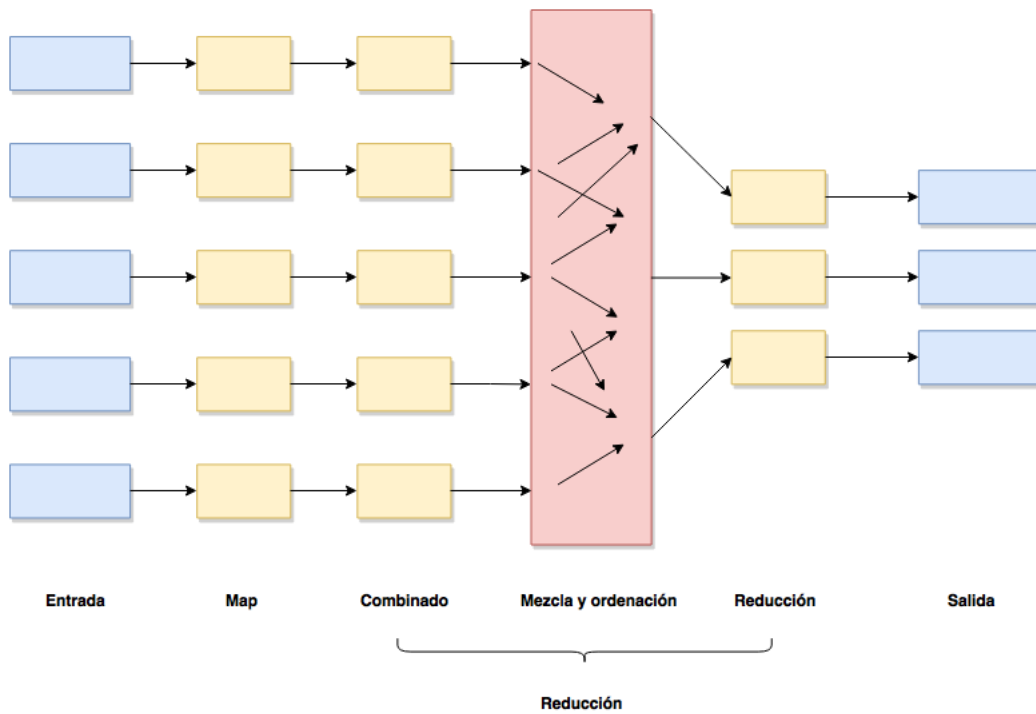 Entrada
Map
Combinado
Mezcla y ordenación
Reducción
Salida
Reducción